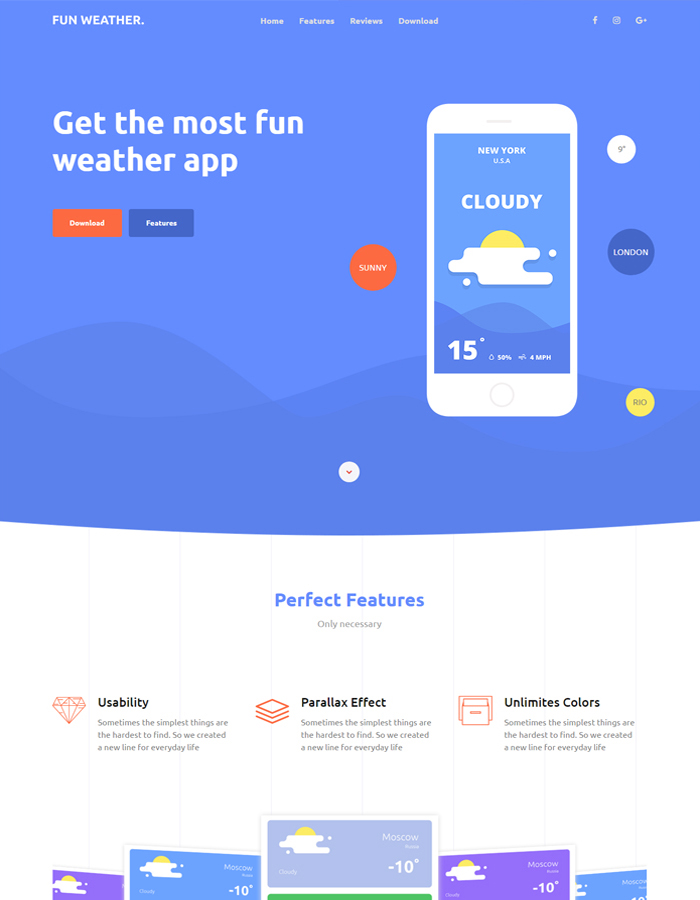 FUN WEATHER.
Home Features Reviews Download
Get the most fun
weather app
Download Features
NEW YORK
U.S.A
CLOUDY
15° 50% 4 MPH
9°
SUNNY
LONDON
RIO
Perfect Features
Only necessary
Usability
Sometimes the simplest things are
the hardest to find. So we created
a new line for everyday life
Parallax Effect
Sometimes the simplest things are
the hardest to find. So we created
a new line for everyday life
Unlimites Colors
Sometimes the simplest things are
the hardest to find. So we created
a new line for everyday life
Moscow
Cloudy
-10°
Moscow
Russia
Cloudy
-10°
Moscow
Cloudy
-10°
Moscow